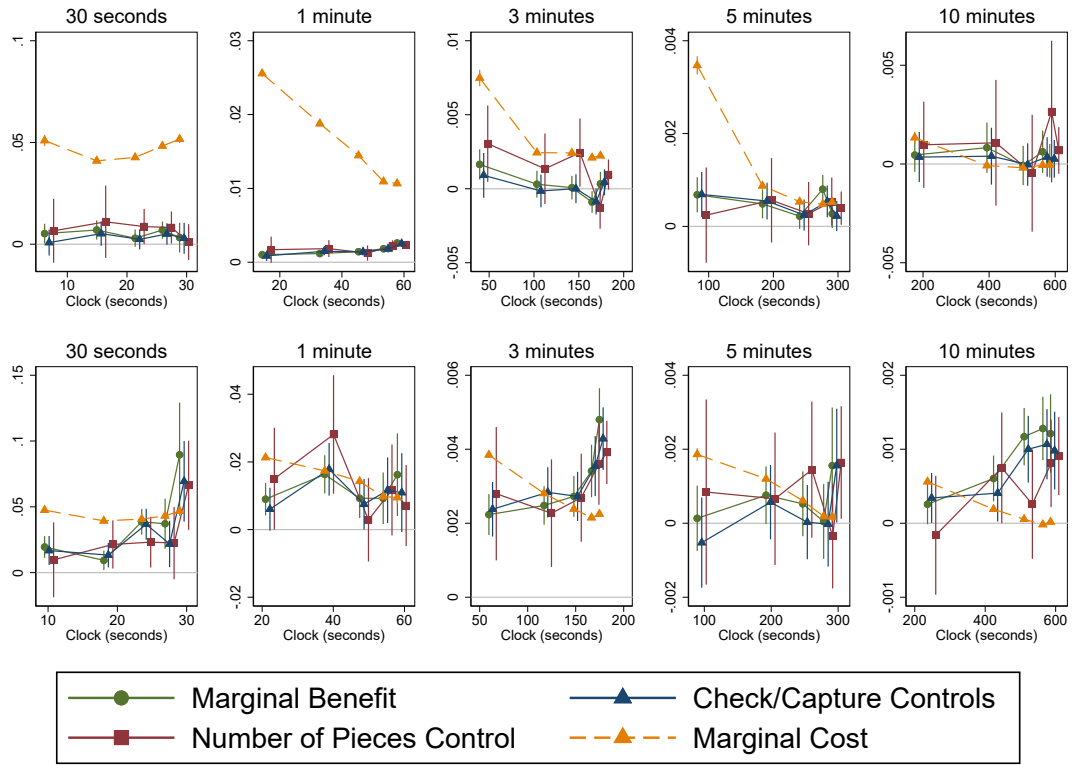 30 seconds 1 minute 3 minutes 5 minutes 10 minutes
.1 .03 .01 .004 .005
.05 .02 .005 .002 0
0 .01 0 0 -.005
0 -.005
10 20 30 20 40 60 50 100 150 200 100 200 300 200 400 600
Clock (seconds) Clock (seconds) Clock (seconds) Clock (seconds) Clock (seconds)
30 seconds 1 minute 3 minutes 5 minutes 10 minutes
.15 .04 .006 .004 .002
.1 .02 .004 .002 .001
.05 0 .002 0 0
0 -.02 0 -.002 -.001
10 20 30 20 40 60 50 100 150 200 100 200 300 200 400 600
Clock (seconds) Clock (seconds) Clock (seconds) Clock (seconds) Clock (seconds)
Marginal Benefit Check/Capture Controls
Number of Pieces Control Marginal Cost